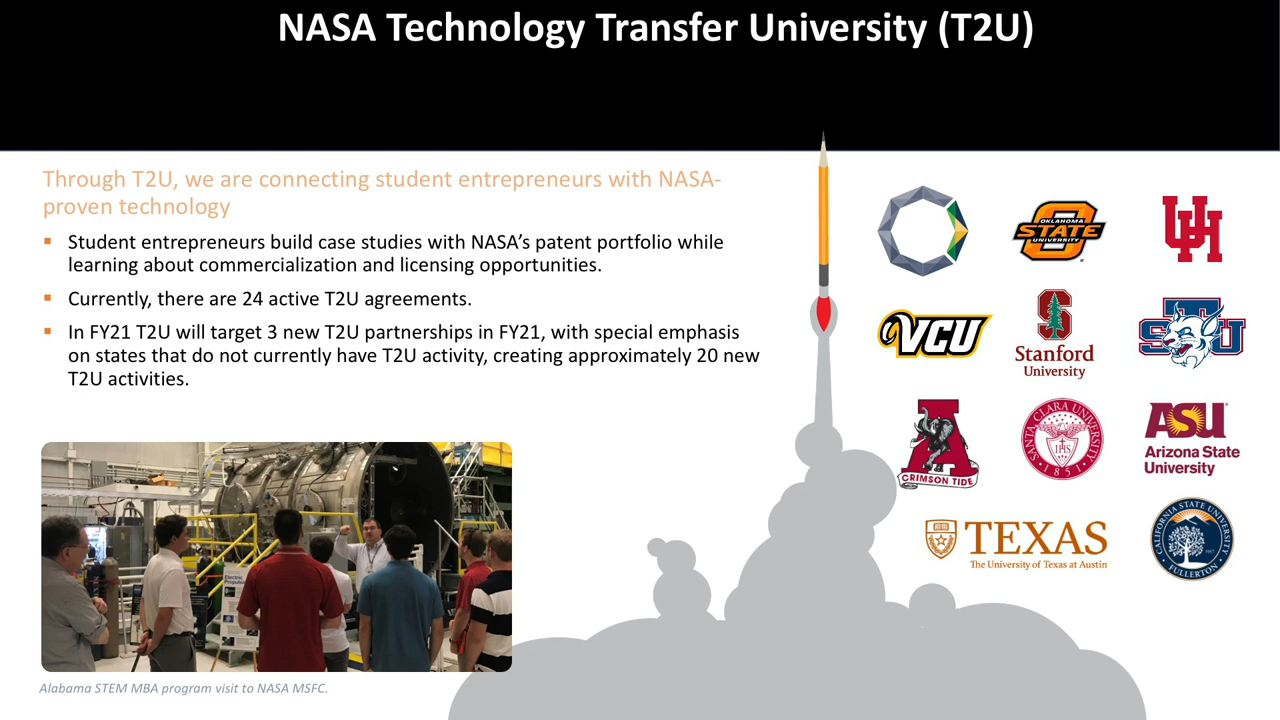 NASA Technology Transfer University (T2U)
Through T2U, we are connecting student entrepreneurs with NASA-
proven technology
Student entrepreneurs build case studies with NASA’s patent portfolio while
learning about commercialization and licensing opportunities.
Currently, there are 24 active T2U agreements.
In FY21 T2U will target 3 new T2U partnerships in FY21, with special emphasis
on states that do not currently have T2U activity, creating approximately 20 new
T2U activities.
OKLAHOMA
STATE
UNIVERSITY
UH
VCU
S
Stanford
University
STU
A
CRIMSON TIDE
SANTA CLARA UNIVERSITY
IHS
1851
ASU
Arizona State
University
TEXAS
The University of Texas at Austin
CALIFORNIA STATE UNIVERSITY
1957
FULLERTON
Electric
Propulsion
Alabama STEM MBA program visit to NASA MSFC.